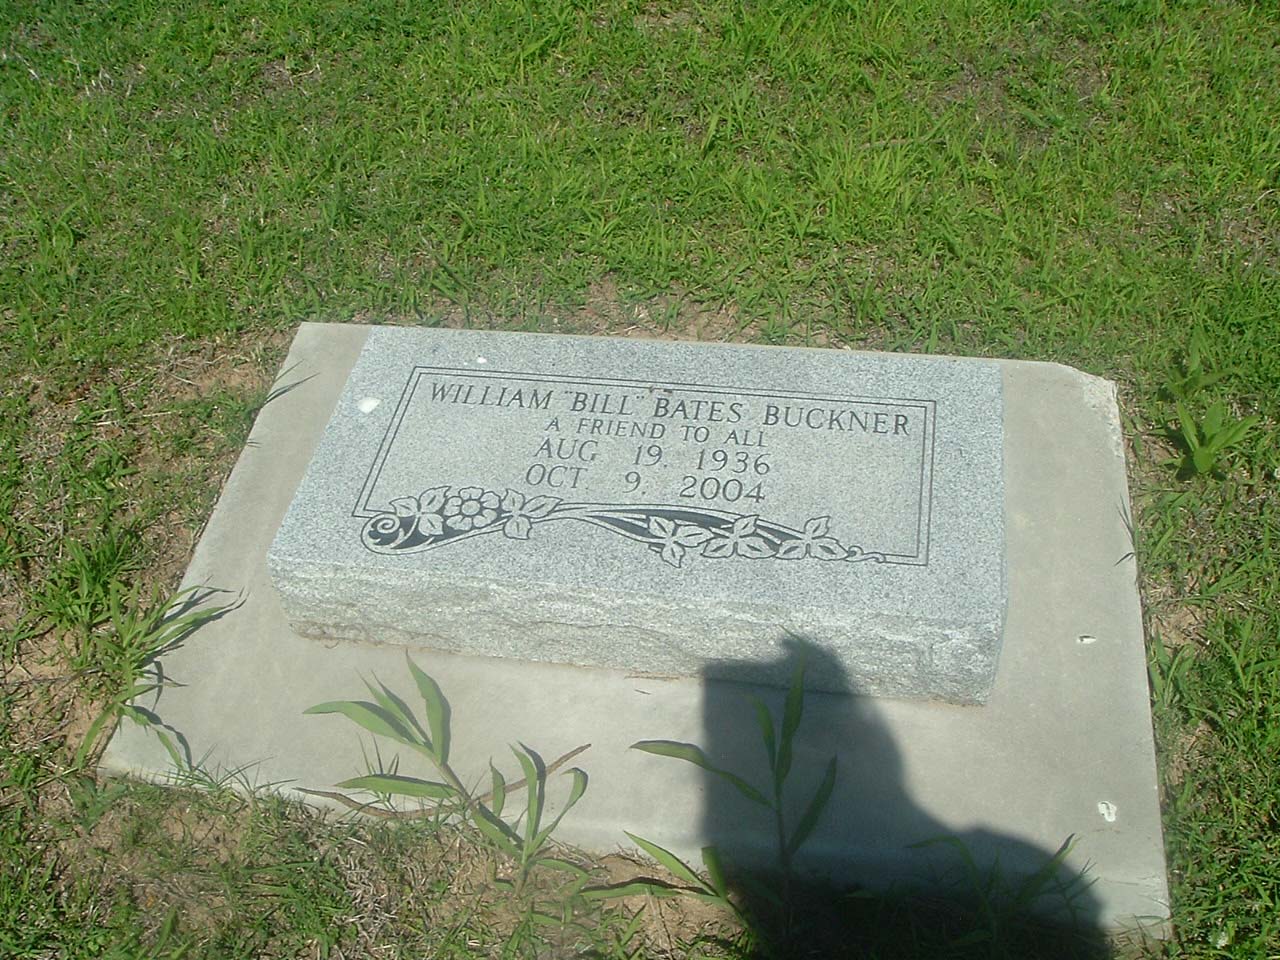 WILLIAM "BILL" BATES BUCKNER
A FRIEND TO ALL
AUG 19, 1936
OCT 9, 2004